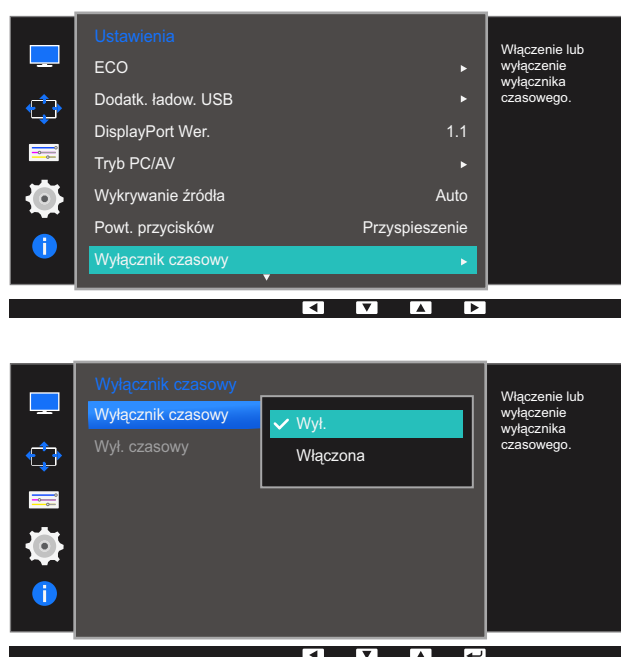 Ustawienia
ECO
Dodatk. ładow. USB
DisplayPort Wer. 1.1
Tryb PC/AV
Wykrywanie źródła Auto
Powt. przycisków Przyspieszenie
Wyłącznik czasowy
Włączenie lub
wyłączenie
wyłącznika
czasowego.
Wyłącznik czasowy
Wyłącznik czasowy
Wył. czasowy
Wył.
Włączona
Włączenie lub
wyłączenie
wyłącznika
czasowego.